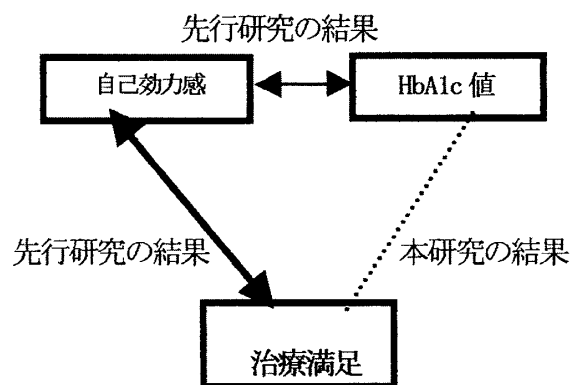 先行研究の結果
自己効力感
HbA1c 値
先行研究の結果
本研究の結果
治療満足